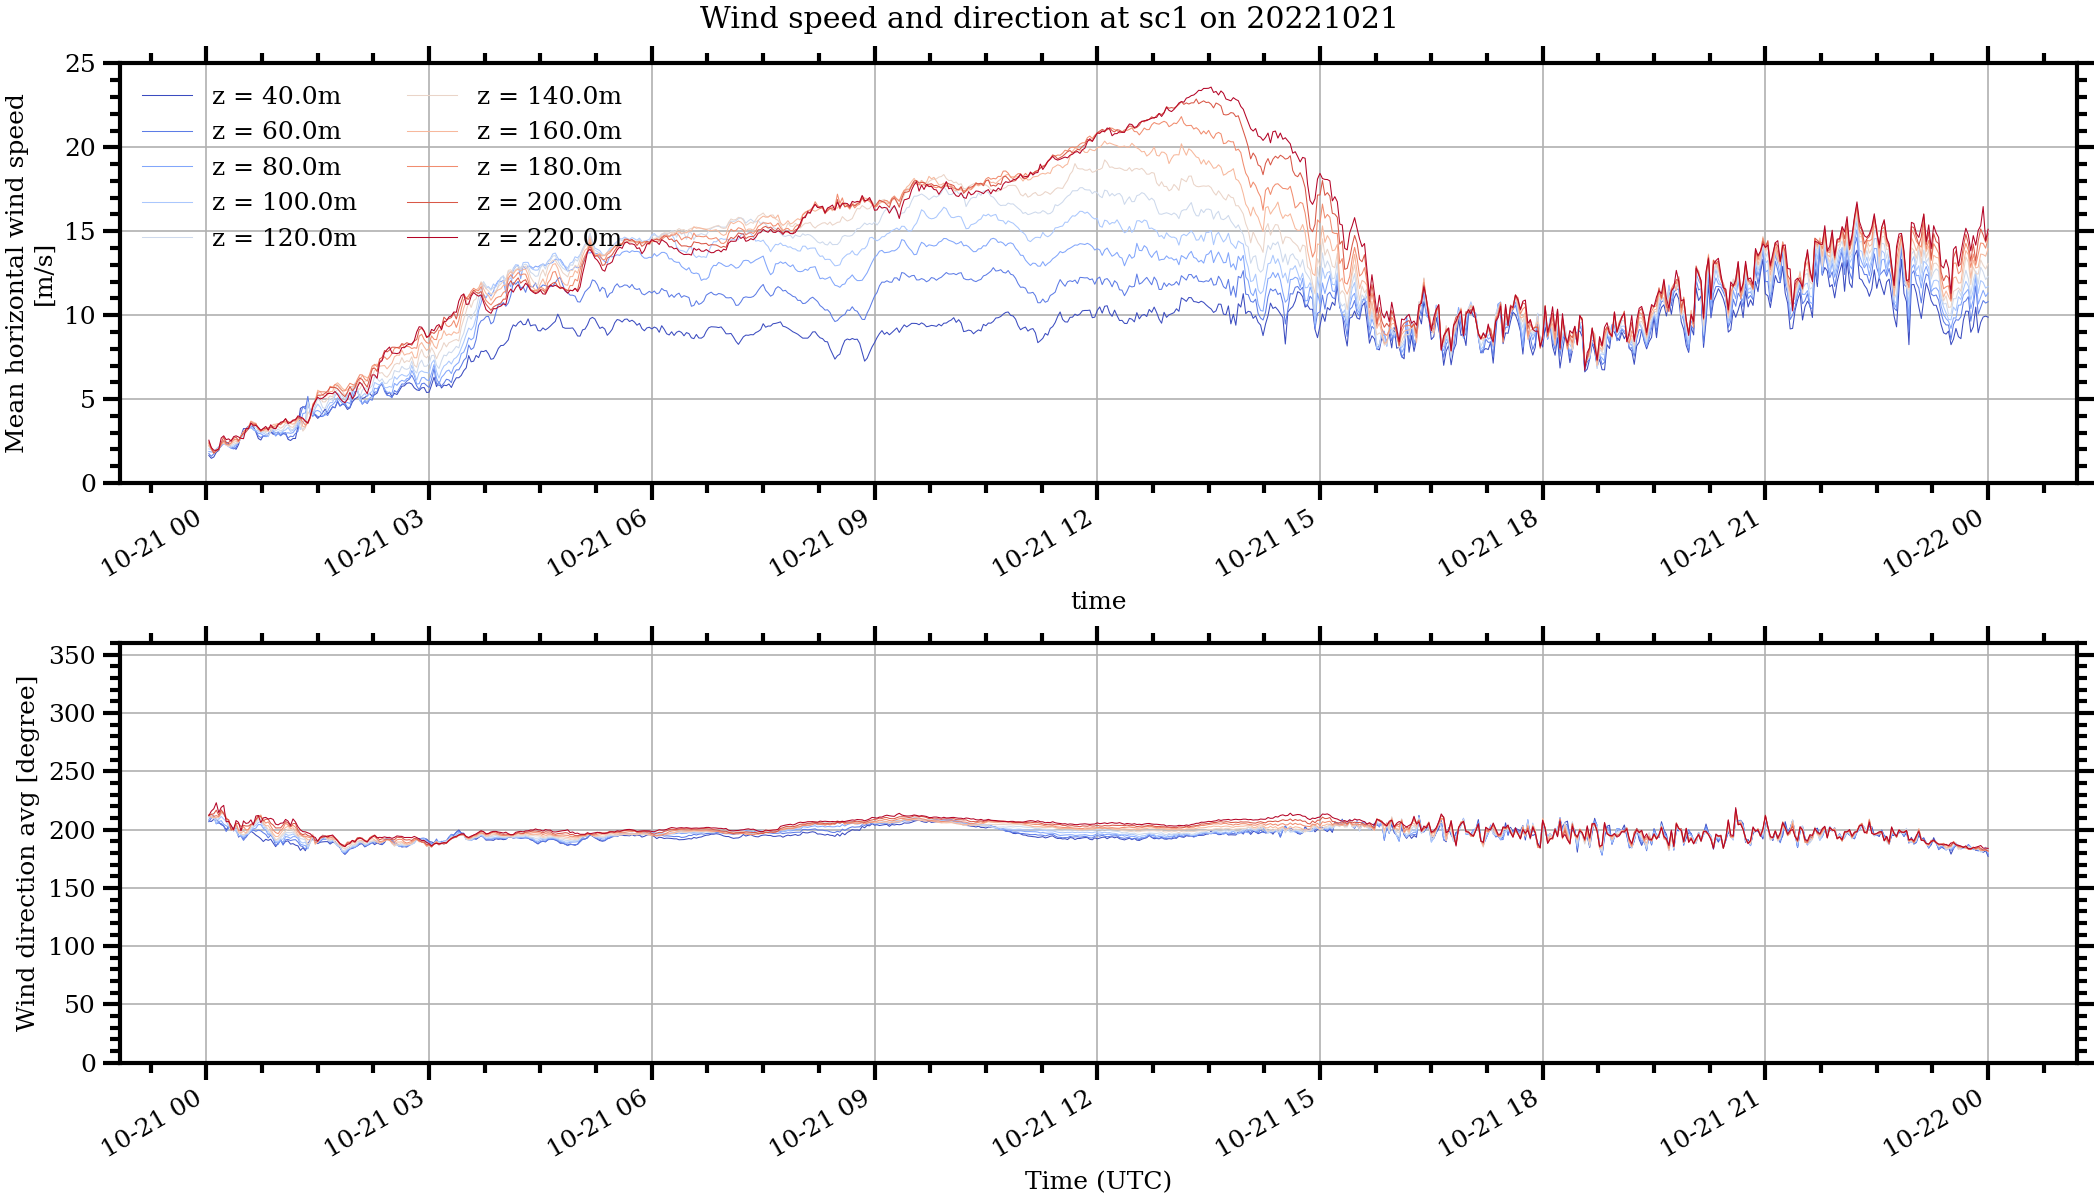 Wind speed and direction at sc1 on 20221021
Mean horizontal wind speed
[m/s]
25
20
15
10
5
0
z = 40.0m
z = 60.0m
z = 80.0m
z = 100.0m
z = 120.0m
z = 140.0m
z = 160.0m
z = 180.0m
z = 200.0m
z = 220.0m
10-21 00
10-21 03
10-21 06
10-21 09
10-21 12
10-21 15
10-21 18
10-21 21
10-22 00
time
Wind direction avg [degree]
350
300
250
200
150
100
50
0
10-21 00
10-21 03
10-21 06
10-21 09
10-21 12
10-21 15
10-21 18
10-21 21
10-22 00
Time (UTC)